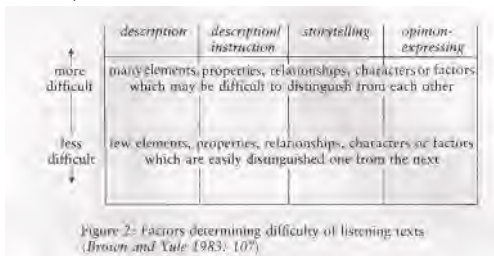 description description/ storytelling opinion-
instruction expressing
more many elements, properties, relationships, characters or factors
difficult which may be difficult to distinguish from each other
less few elements, properties, relationships, characters or factors
difficult which are easily distinguished one from the next
Figure 2: Factors determining difficulty of listening texts
(Brown and Yule 1983: 107)